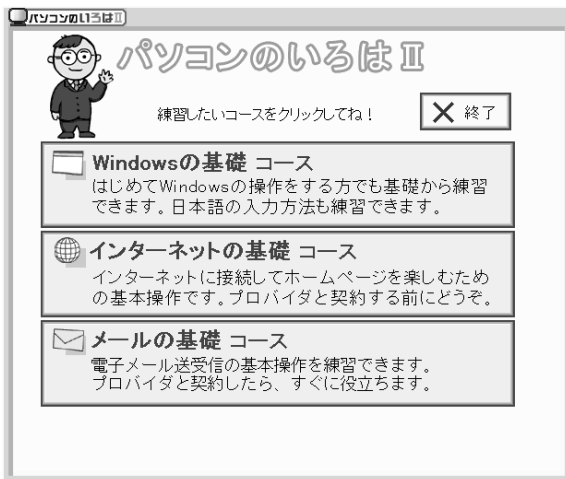 パソコンのいろはⅡ
パソコンのいろはⅡ
練習したいコースをクリックしてね！
終了
Windowsの基礎 コース
はじめてWindowsの操作をする方でも基礎から練習
できます。日本語の入力方法も練習できます。
インターネットの基礎 コース
インターネットに接続してホームページを楽しむため
の基本操作です。プロバイダと契約する前にどうぞ。
メールの基礎 コース
電子メール送受信の基本操作を練習できます。
プロバイダと契約したら、すぐに役立ちます。